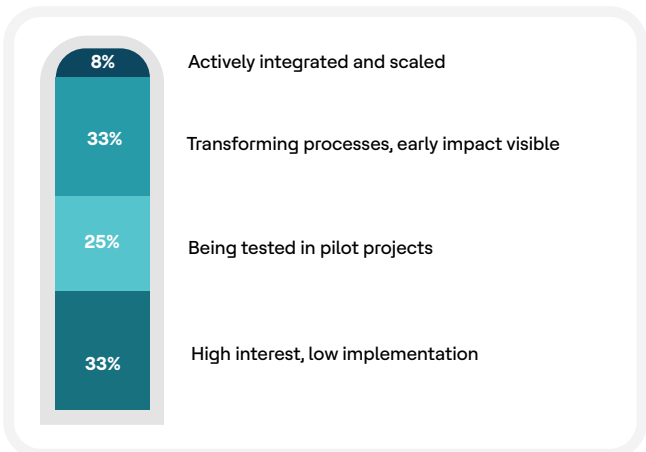 8% Actively integrated and scaled
33% Transforming processes, early impact visible
25% Being tested in pilot projects
33% High interest, low implementation